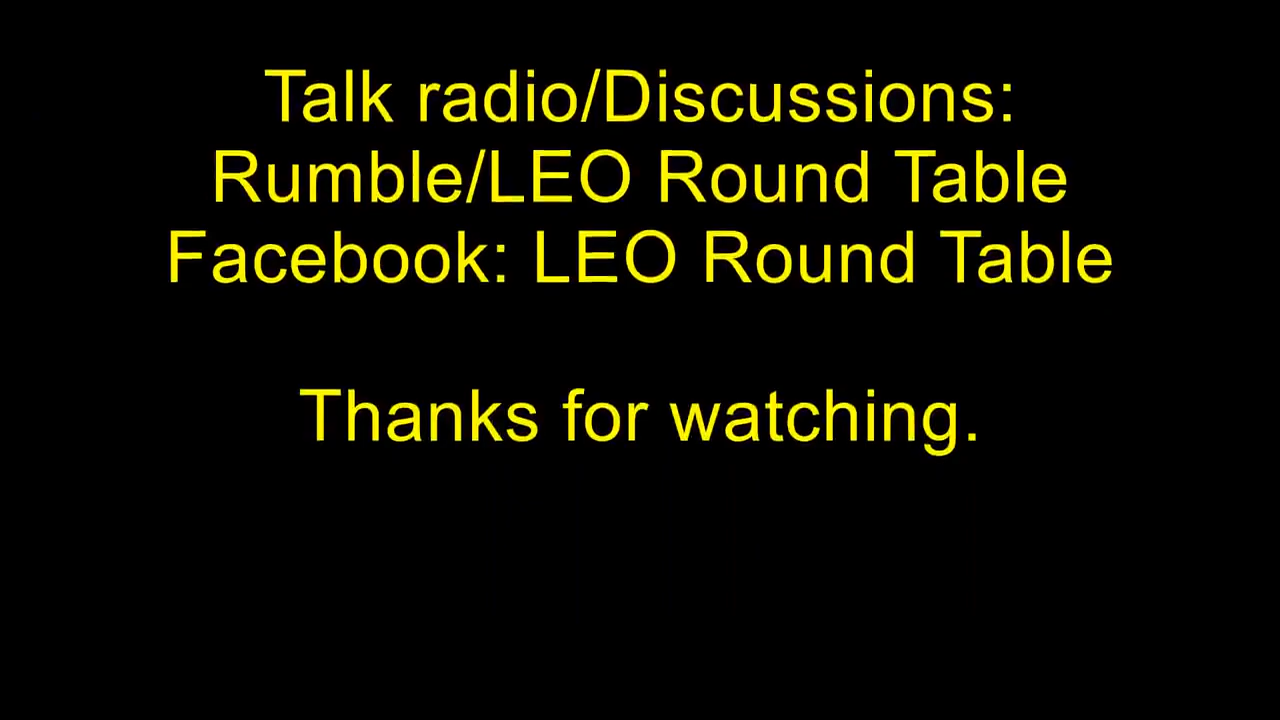 Talk radio/Discussions:
Rumble/LEO Round Table
Facebook: LEO Round Table
Thanks for watching.